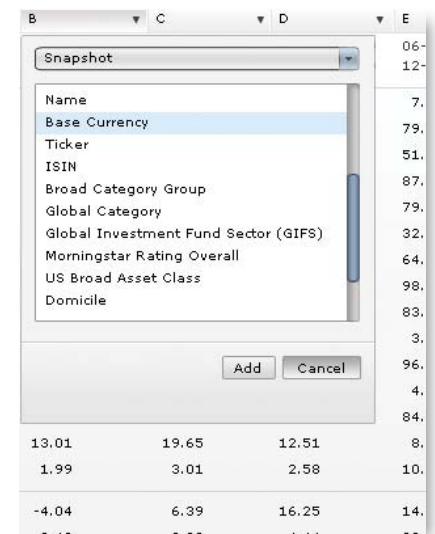 B C D E
06-
12-
Snapshot
Name
Base Currency
Ticker
ISIN
Broad Category Group
Global Category
Global Investment Fund Sector (GIFS)
Morningstar Rating Overall
US Broad Asset Class
Domicile
Add Cancel
7.
79.
51.
87.
79.
32.
64.
98.
83.
3.
96.
4.
84.
13.01 19.65 12.51 8.
1.99 3.01 2.58 10.
-4.04 6.39 16.25 14.